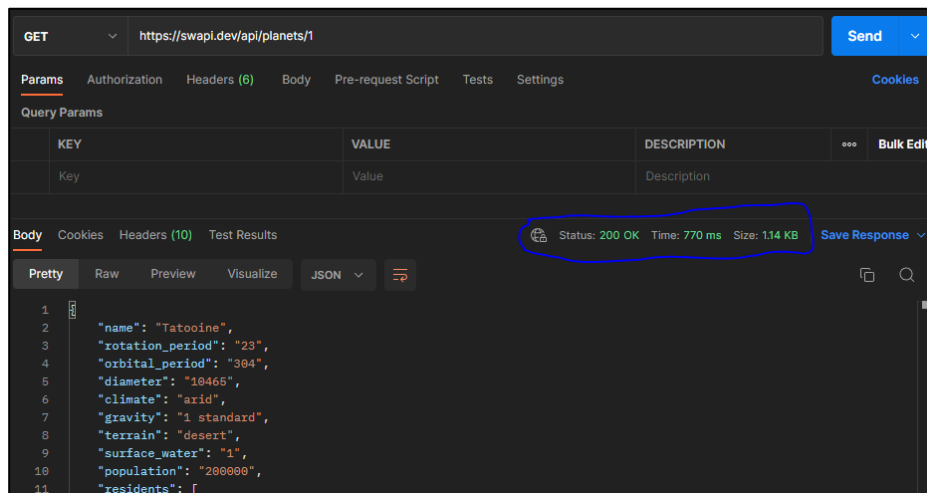 GET https://swapi.dev/api/planets/1 Send
Params Authorization Headers (6) Body Pre-request Script Tests Settings Cookies
Query Params
KEY VALUE DESCRIPTION ooo Bulk Edit
Key Value Description
Body Cookies Headers (10) Test Results Status: 200 OK Time: 770 ms Size: 1.14 KB Save Response
Pretty Raw Preview Visualize JSON
1 {
2 "name": "Tatooine",
3 "rotation_period": "23",
4 "orbital_period": "304",
5 "diameter": "10465",
6 "climate": "arid",
7 "gravity": "1 standard",
8 "terrain": "desert",
9 "surface_water": "1",
10 "population": "200000",
11 "residents": [